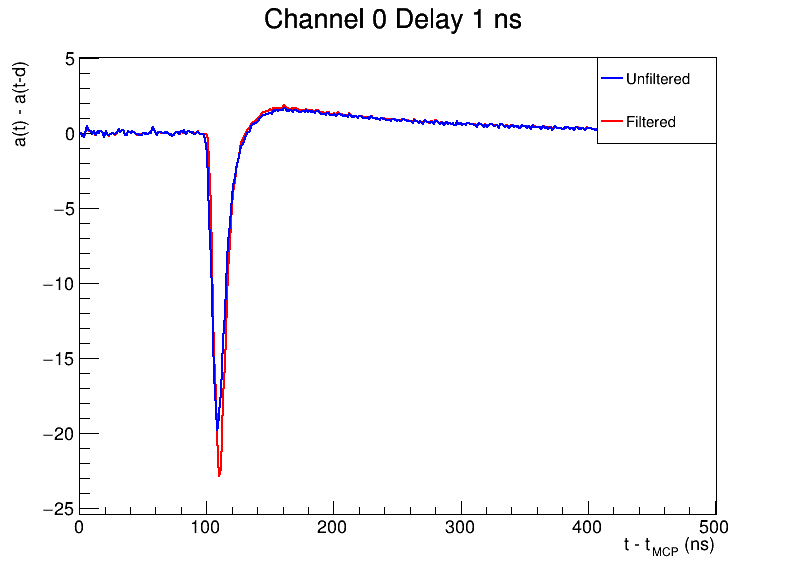 Channel 0 Delay 1 ns
a(t) - a(t-d)
5
0
−5
−10
−15
−20
−25
0 100 200 300 400 500
t - tMCP (ns)
Unfiltered
Filtered